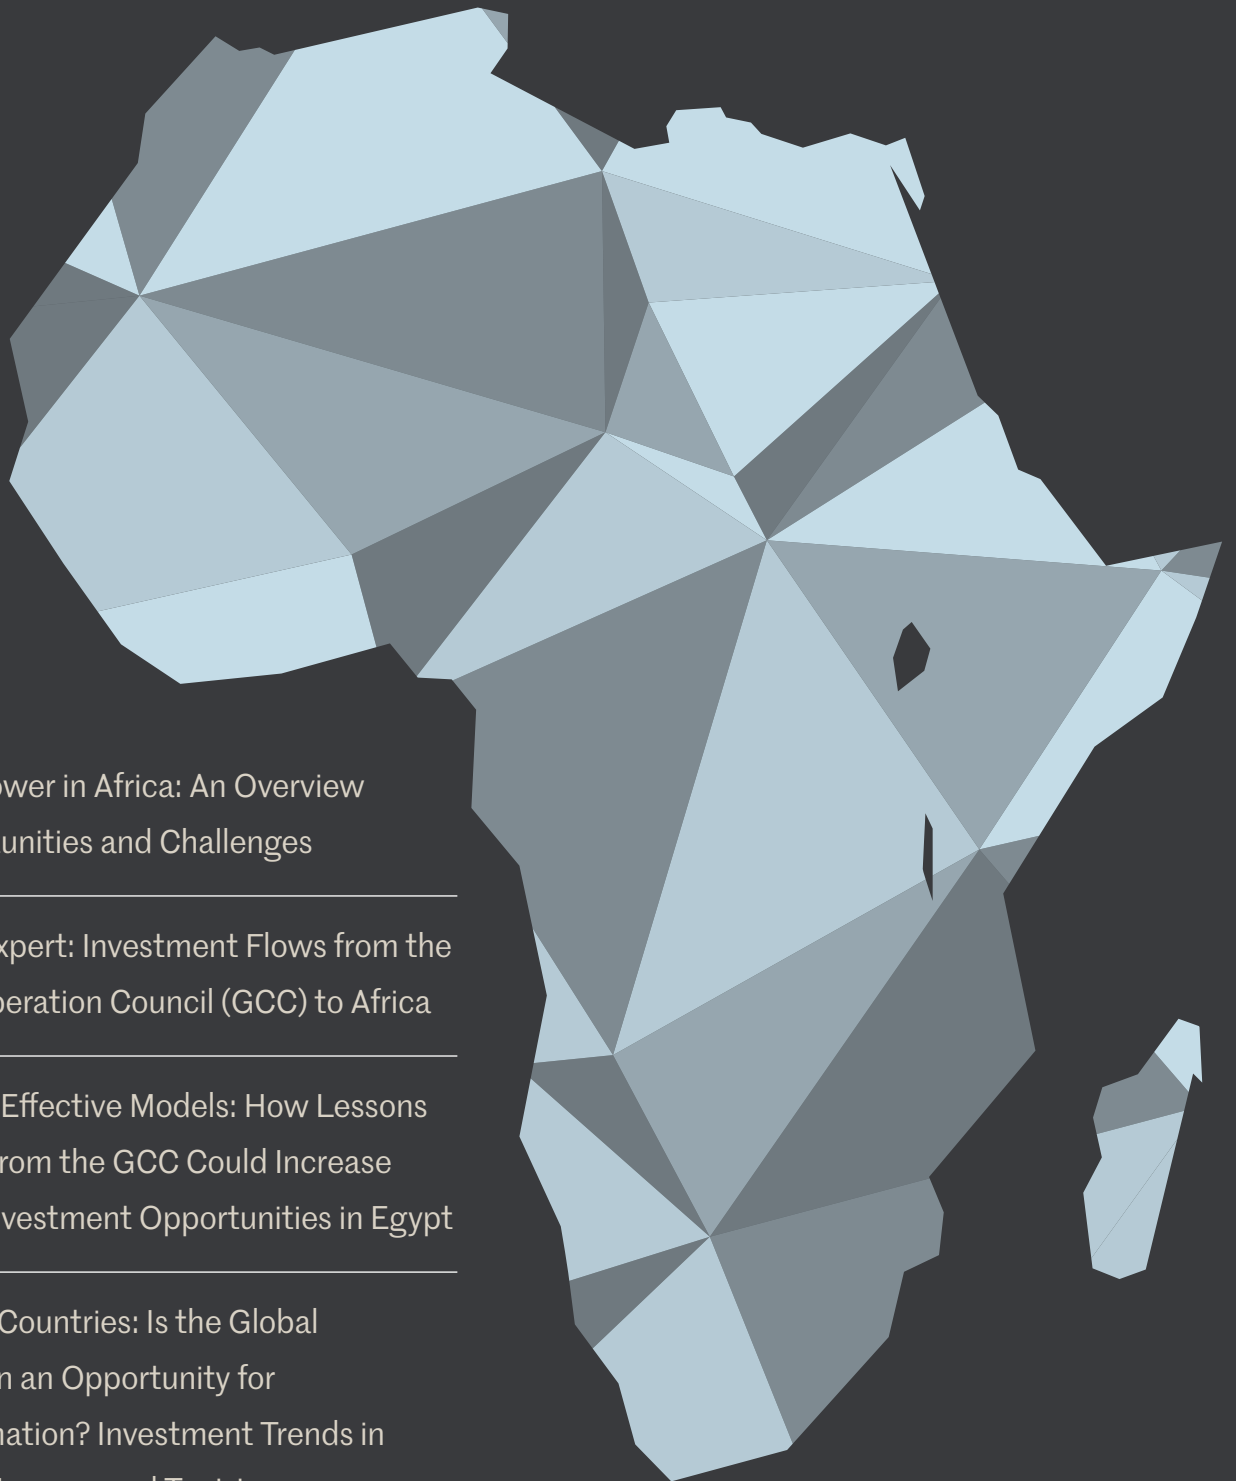 ower in Africa: An Overview
unities and Challenges
xpert: Investment Flows from the
eration Council (GCC) to Africa
Effective Models: How Lessons
rom the GCC Could Increase
vestment Opportunities in Egypt
Countries: Is the Global
n an Opportunity for
ation? Investment Trends in